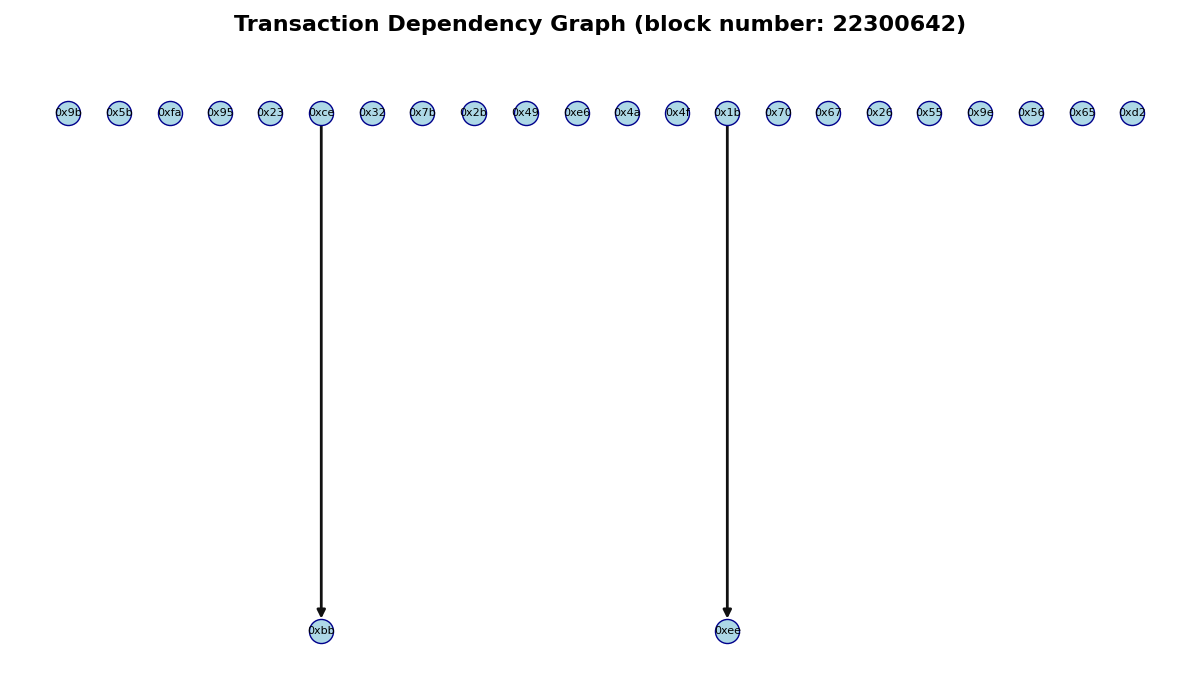 Transaction Dependency Graph (block number: 22300642)
0x9b 0x5b 0xfa 0x95 0x23 0xce 0x32 0x7b 0x2b 0x49 0xe6 0x4a 0x4f 0x1b 0x70 0x67 0x26 0x55 0x9e 0x56 0x65 0xd2
0xbb 0xee